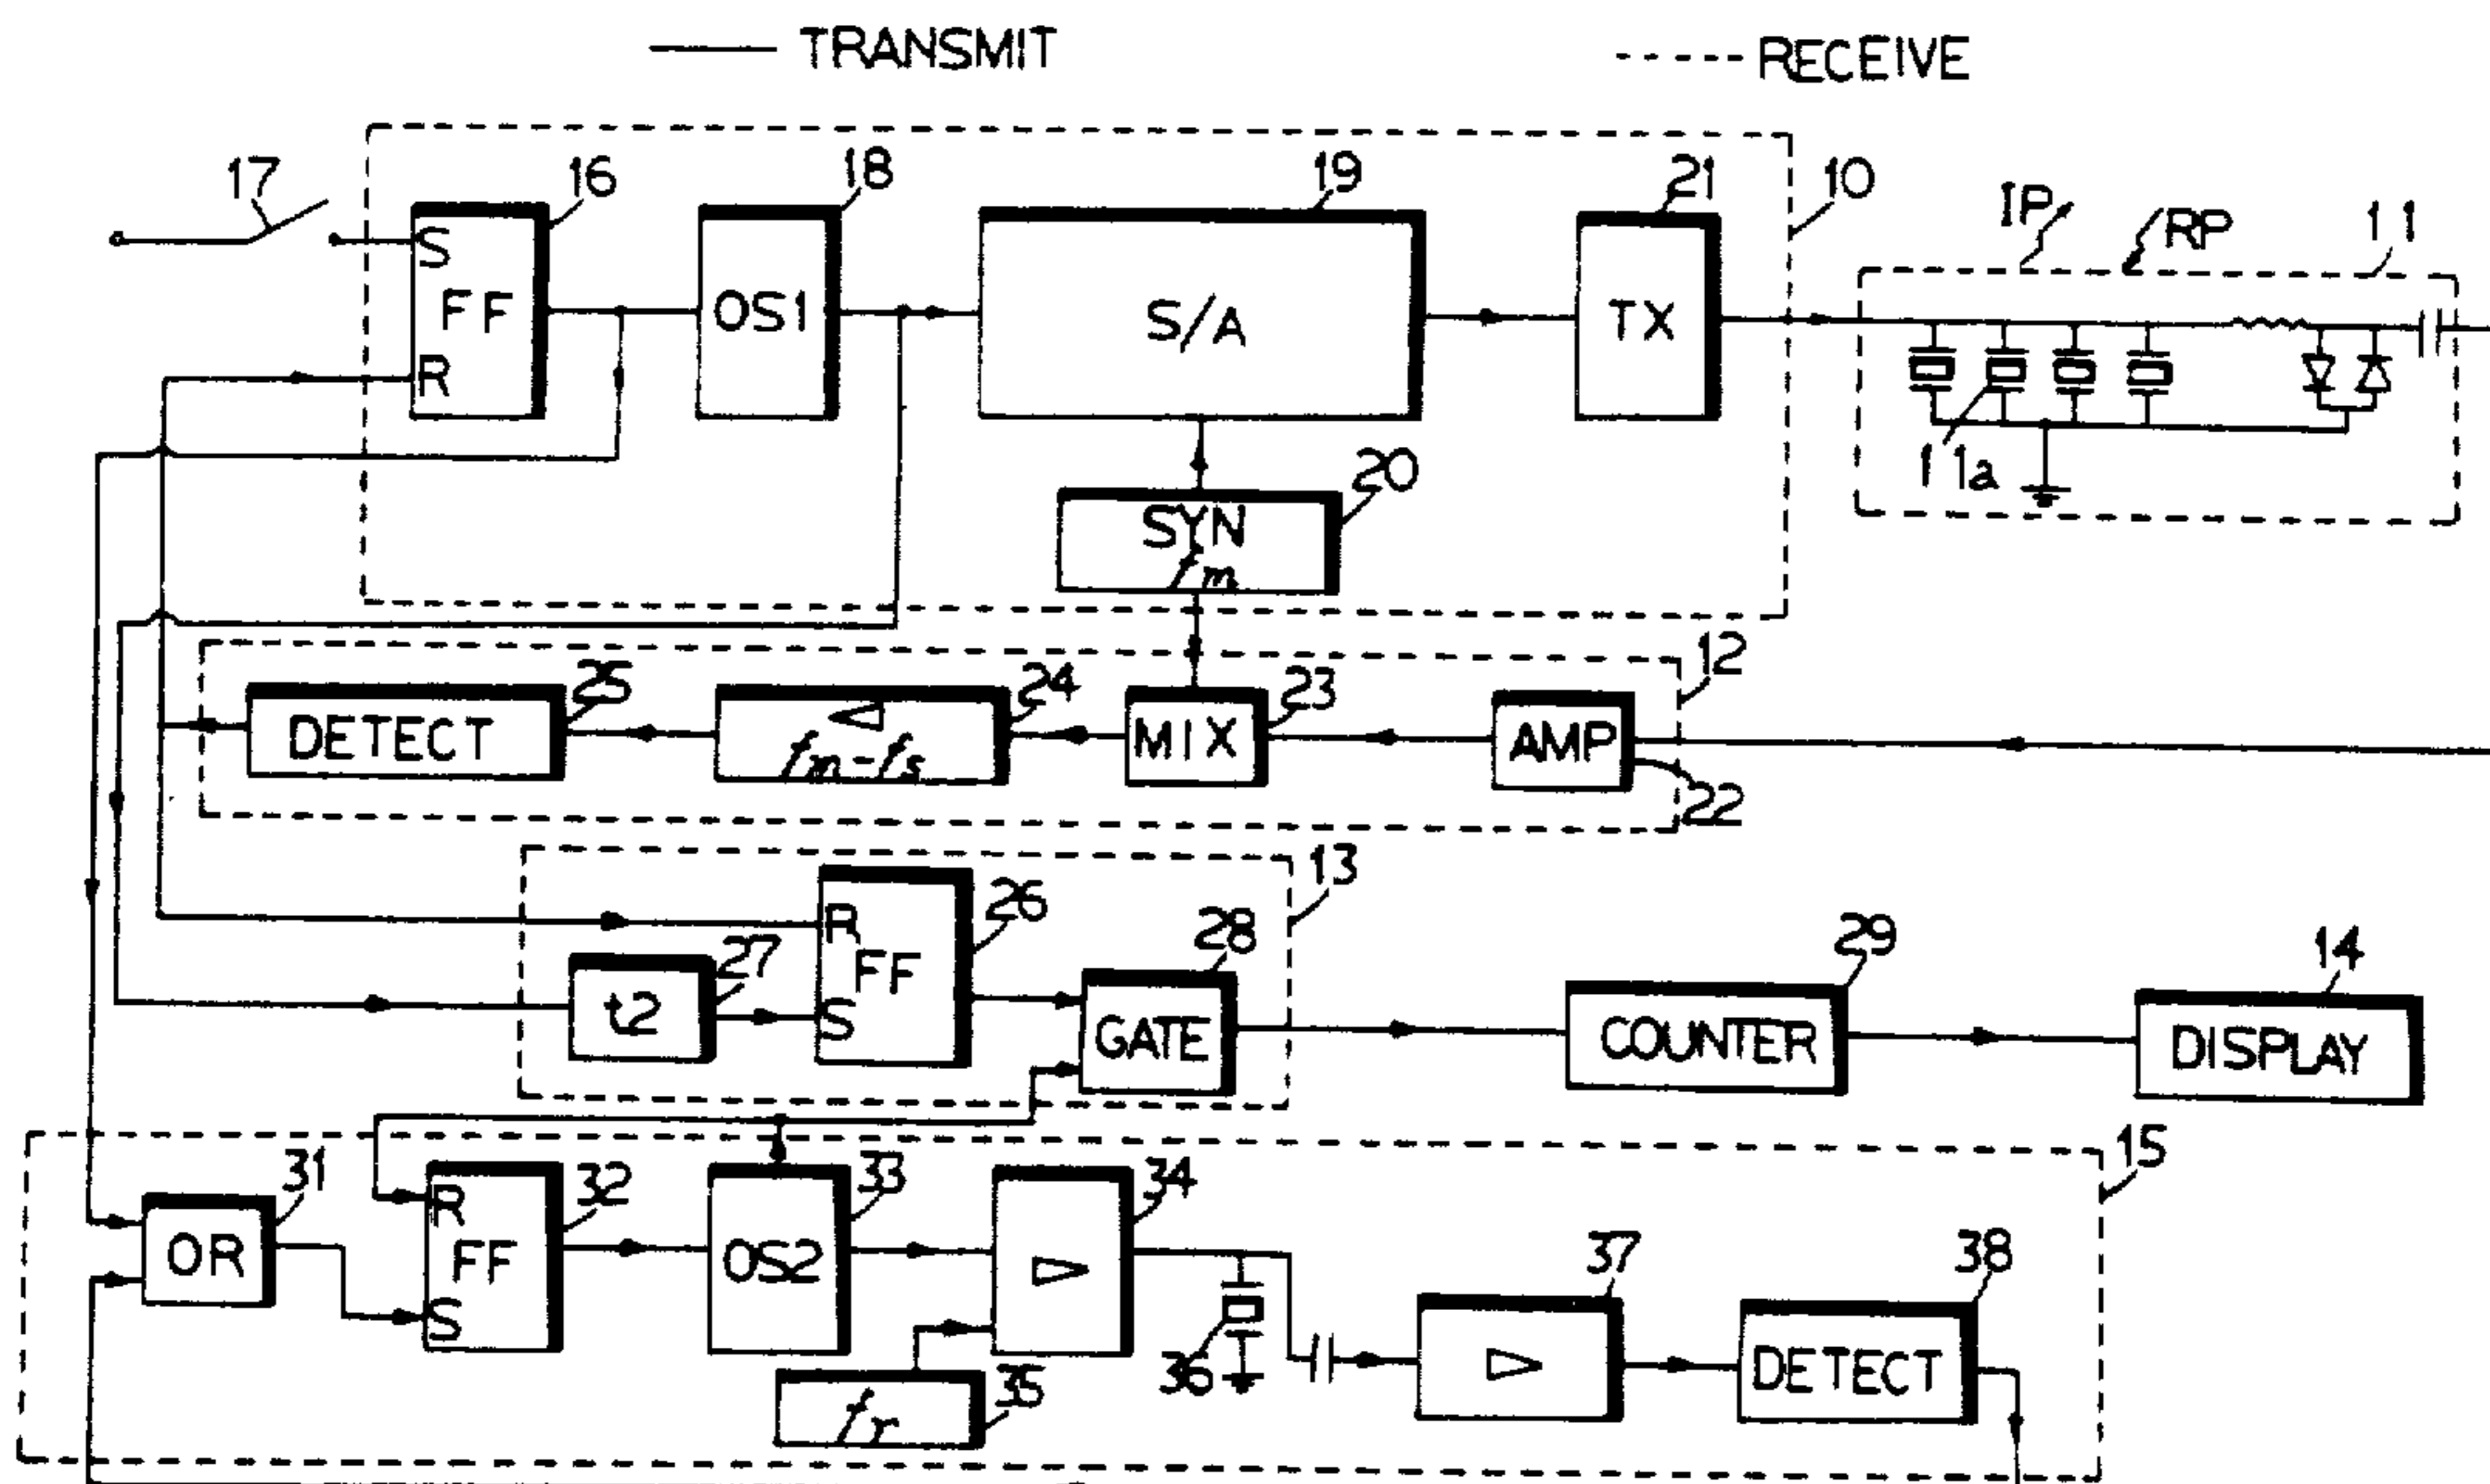 TRANSMIT
RECEIVE
17
16
18
19
21
10
IP
RP
11
S
FF
R
OS1
S/A
TX
11a
20
SYN
fm
12
25
24
23
DETECT
fm-fs
MIX
AMP
22
13
26
27
28
29
14
R
FF
S
t2
GATE
COUNTER
DISPLAY
15
31
32
33
34
OR
R
FF
S
OS2
37
38
36
35
fr
DETECT